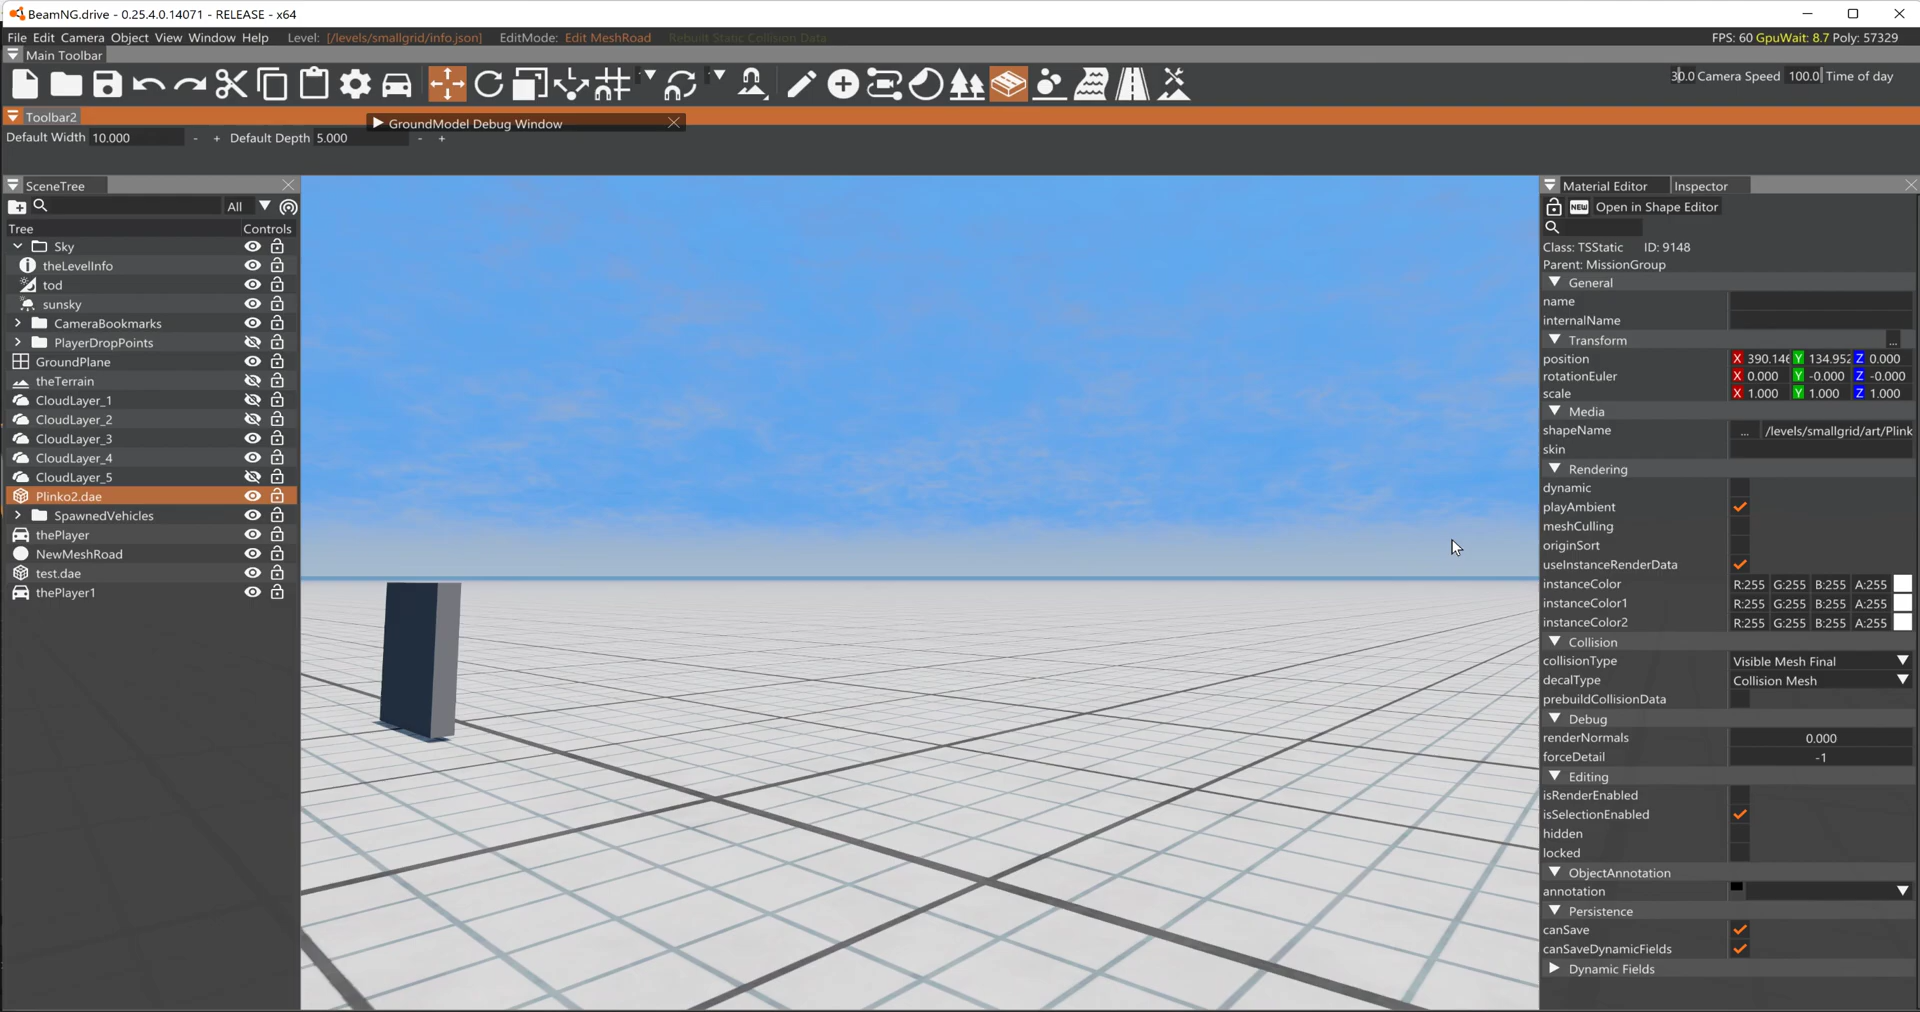 BeamNG.drive - 0.25.4.0.14071 - RELEASE - x64
File Edit Camera Object View Window Help Level: [/levels/smallgrid/info.json] EditMode: Edit MeshRoad Rebuild Static Collision Data FPS: 60 GpuWait: 8.7 Poly: 57329
Main Toolbar
30.0 Camera Speed 100.0 Time of day
Toolbar2
GroundModel Debug Window
Default Width 10.000 - + Default Depth 5.000 - +
SceneTree
All
Tree Controls
Sky
theLevelInfo
tod
sunsky
CameraBookmarks
PlayerDropPoints
GroundPlane
theTerrain
CloudLayer_1
CloudLayer_2
CloudLayer_3
CloudLayer_4
CloudLayer_5
Plinko2.dae
SpawnedVehicles
thePlayer
NewMeshRoad
test.dae
thePlayer1
Material Editor Inspector
NEW Open in Shape Editor
Class: TSStatic ID: 9148
Parent: MissionGroup
General
name
internalName
Transform ...
position X 390.146 Y 134.952 Z 0.000
rotationEuler X 0.000 Y -0.000 Z -0.000
scale X 1.000 Y 1.000 Z 1.000
Media
shapeName ... /levels/smallgrid/art/Plink
skin
Rendering
dynamic
playAmbient
meshCulling
originSort
useInstanceRenderData
instanceColor R:255 G:255 B:255 A:255
instanceColor1 R:255 G:255 B:255 A:255
instanceColor2 R:255 G:255 B:255 A:255
Collision
collisionType Visible Mesh Final
decalType Collision Mesh
prebuildCollisionData
Debug
renderNormals 0.000
forceDetail -1
Editing
isRenderEnabled
isSelectionEnabled
hidden
locked
ObjectAnnotation
annotation
Persistence
canSave
canSaveDynamicFields
Dynamic Fields